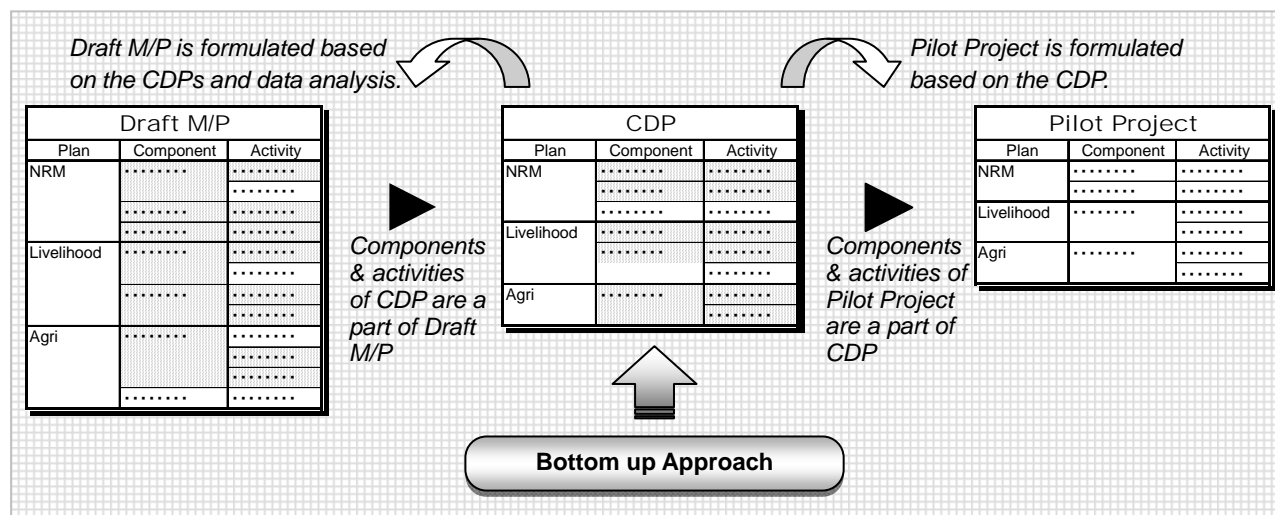 Draft M/P is formulated based
on the CDPs and data analysis.
Pilot Project is formulated
based on the CDP.
Draft M/P
Plan Component Activity
NRM ········ ········
········
········ ········
········ ········
Livelihood ········ ········
········
········ ········
········
Agri ········ ········
········
········
········ ········
Components
& activities
of CDP are a
part of Draft
M/P
CDP
Plan Component Activity
NRM ········ ········
········ ········
········ ········
Livelihood ········ ········
········ ········
········
Agri ········ ········
········
Components
& activities of
Pilot Project
are a part of
CDP
Pilot Project
Plan Component Activity
NRM ········ ········
········ ········
Livelihood ········ ········
········
Agri ········ ········
········
Bottom up Approach